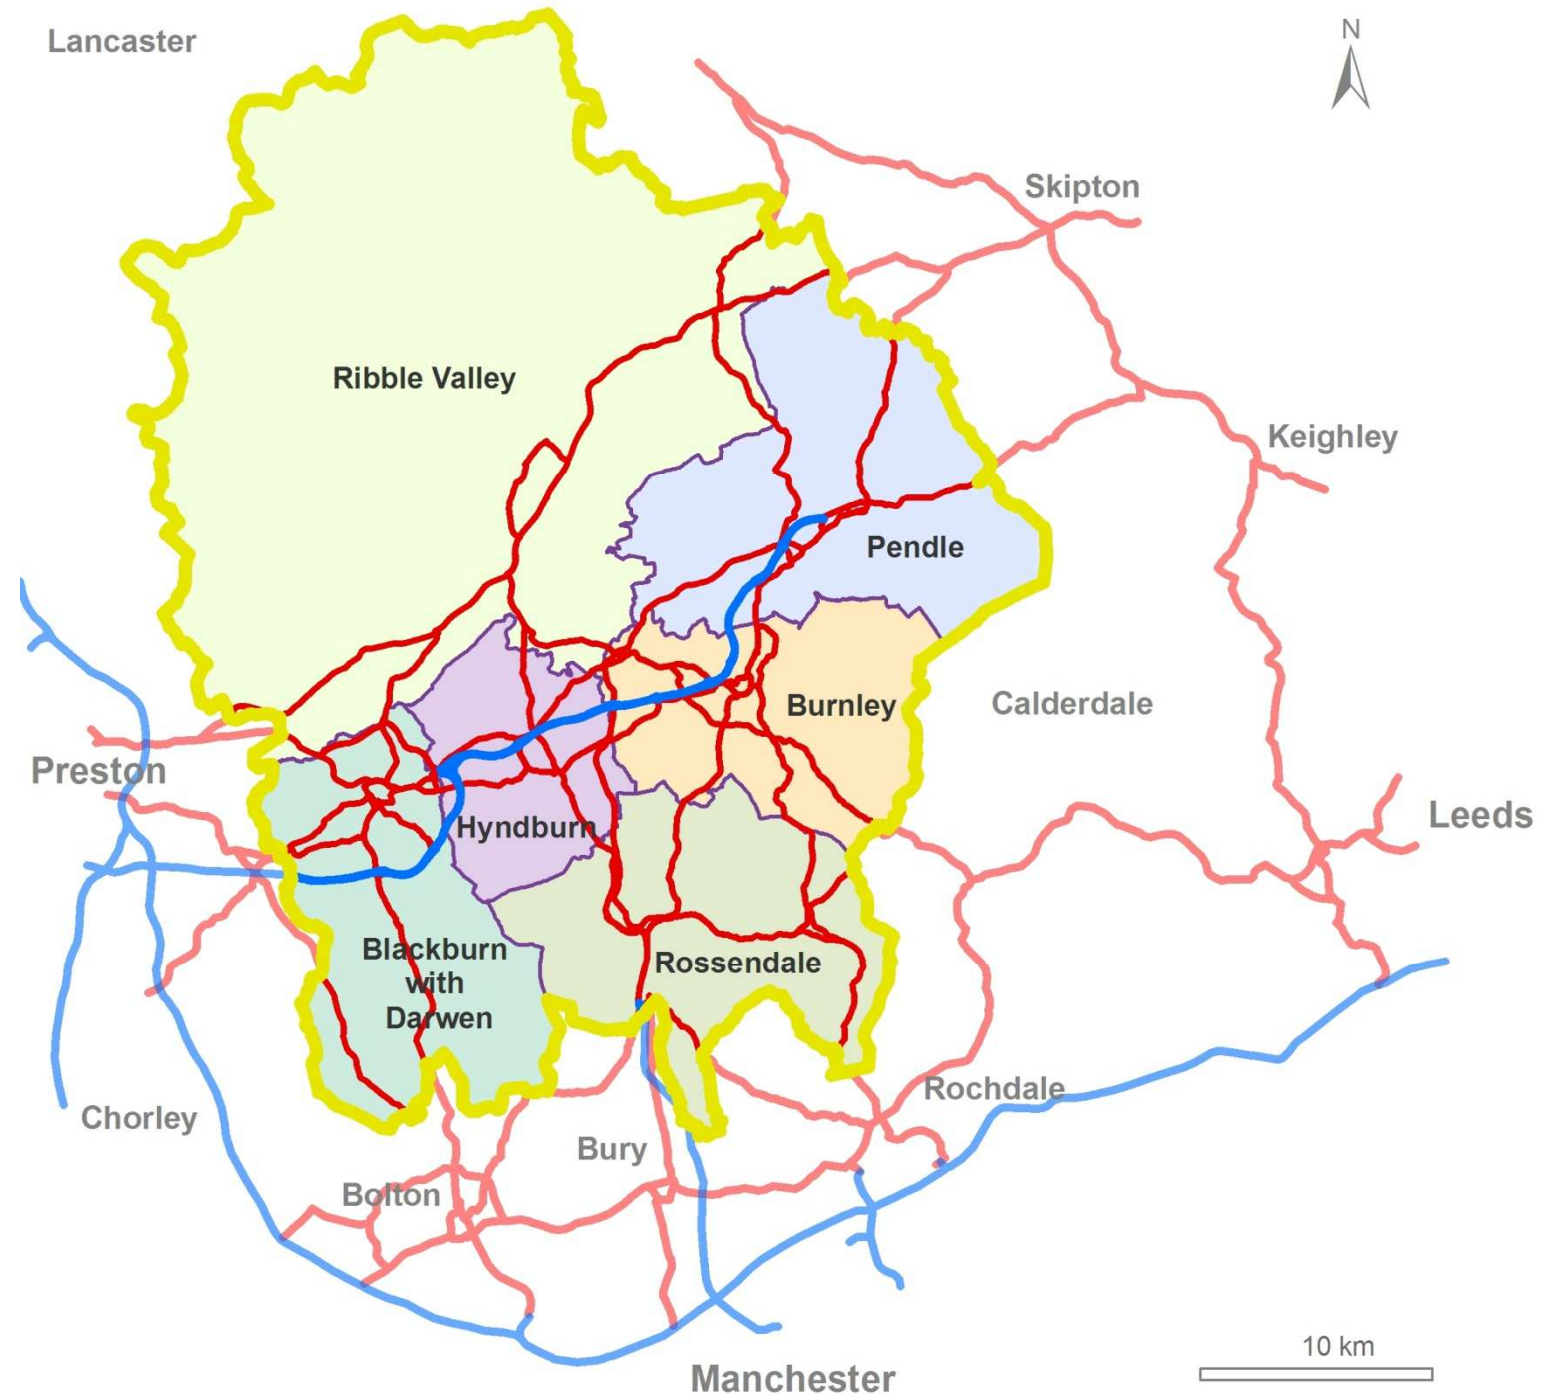 Lancaster
N
Skipton
Ribble Valley
Keighley
Pendle
Burnley
Calderdale
Preston
Leeds
Hyndburn
Blackburn
with
Darwen
Rossendale
Rochdale
Chorley
Bury
Bolton
10 km
Manchester